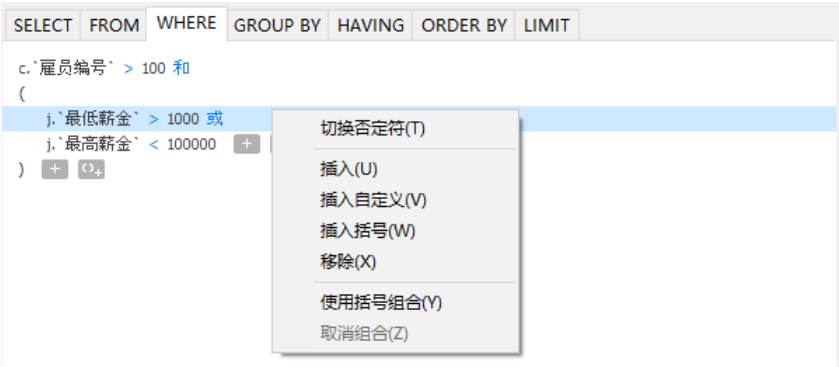 SELECT FROM WHERE GROUP BY HAVING ORDER BY LIMIT
c.`雇员编号` > 100 和
(
j.`最低薪金` > 1000 或
j.`最高薪金` < 100000 +
) + ()+
切换否定符(T)
插入(U)
插入自定义(V)
插入括号(W)
移除(X)
使用括号组合(Y)
取消组合(Z)